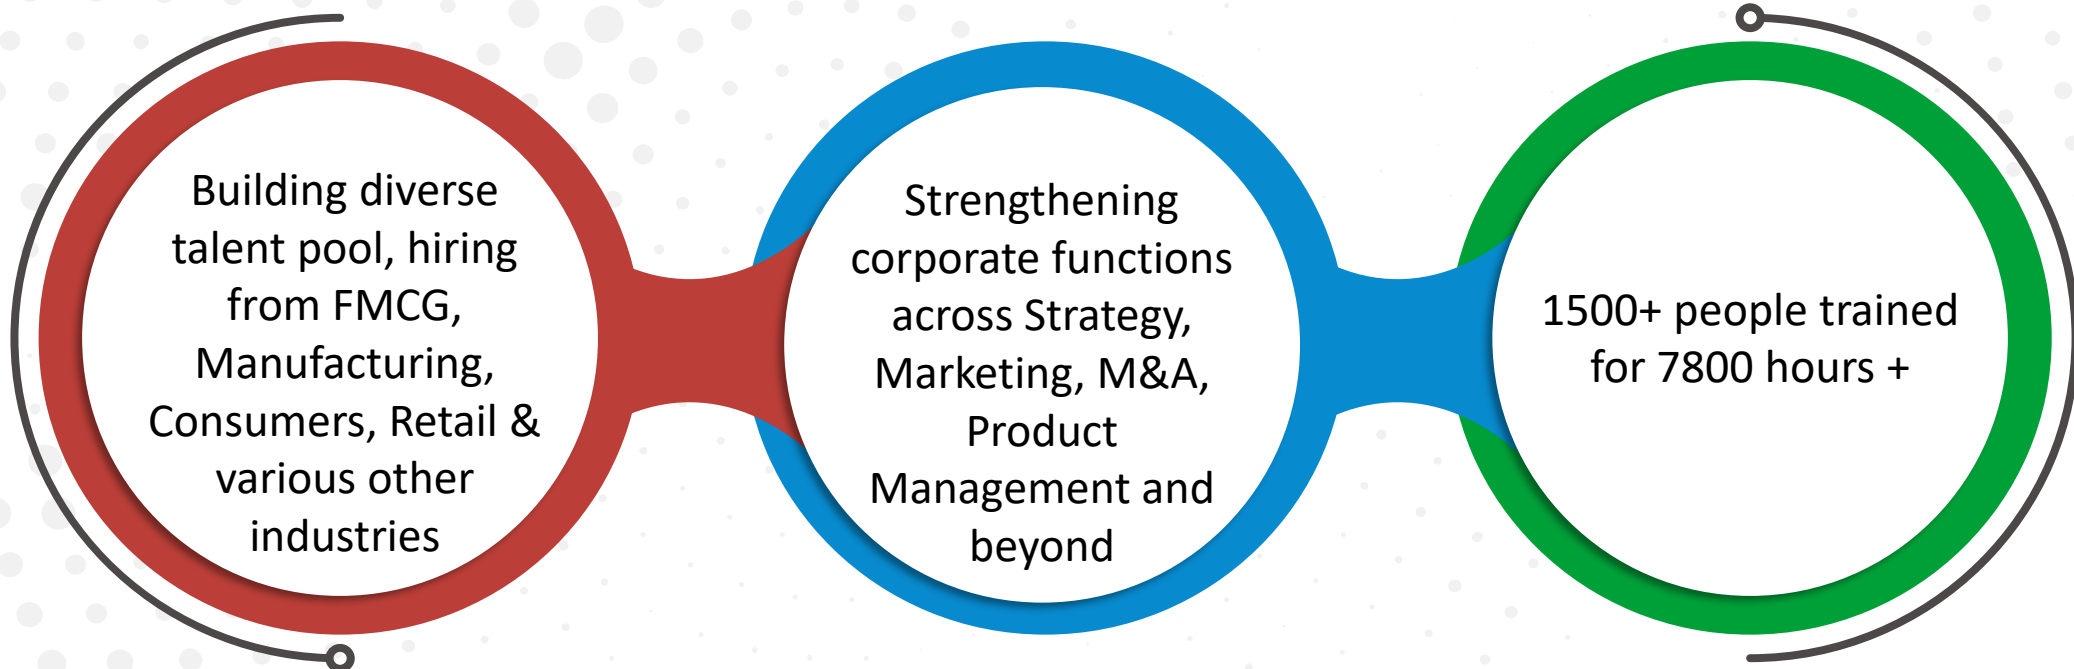 Building diverse
talent pool, hiring
from FMCG,
Manufacturing,
Consumers, Retail &
various other
industries
Strengthening
corporate functions
across Strategy,
Marketing, M&A,
Product
Management and
beyond
1500+ people trained
for 7800 hours +